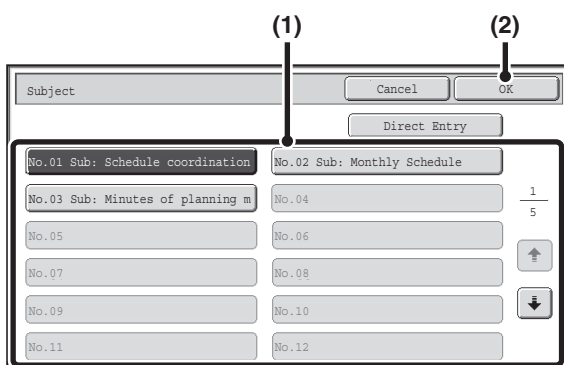 (1) (2)
Subject Cancel OK
Direct Entry
No.01 Sub: Schedule coordination No.02 Sub: Monthly Schedule
No.03 Sub: Minutes of planning m No.04
1
5
No.05 No.06
No.07 No.08
No.09 No.10
No.11 No.12